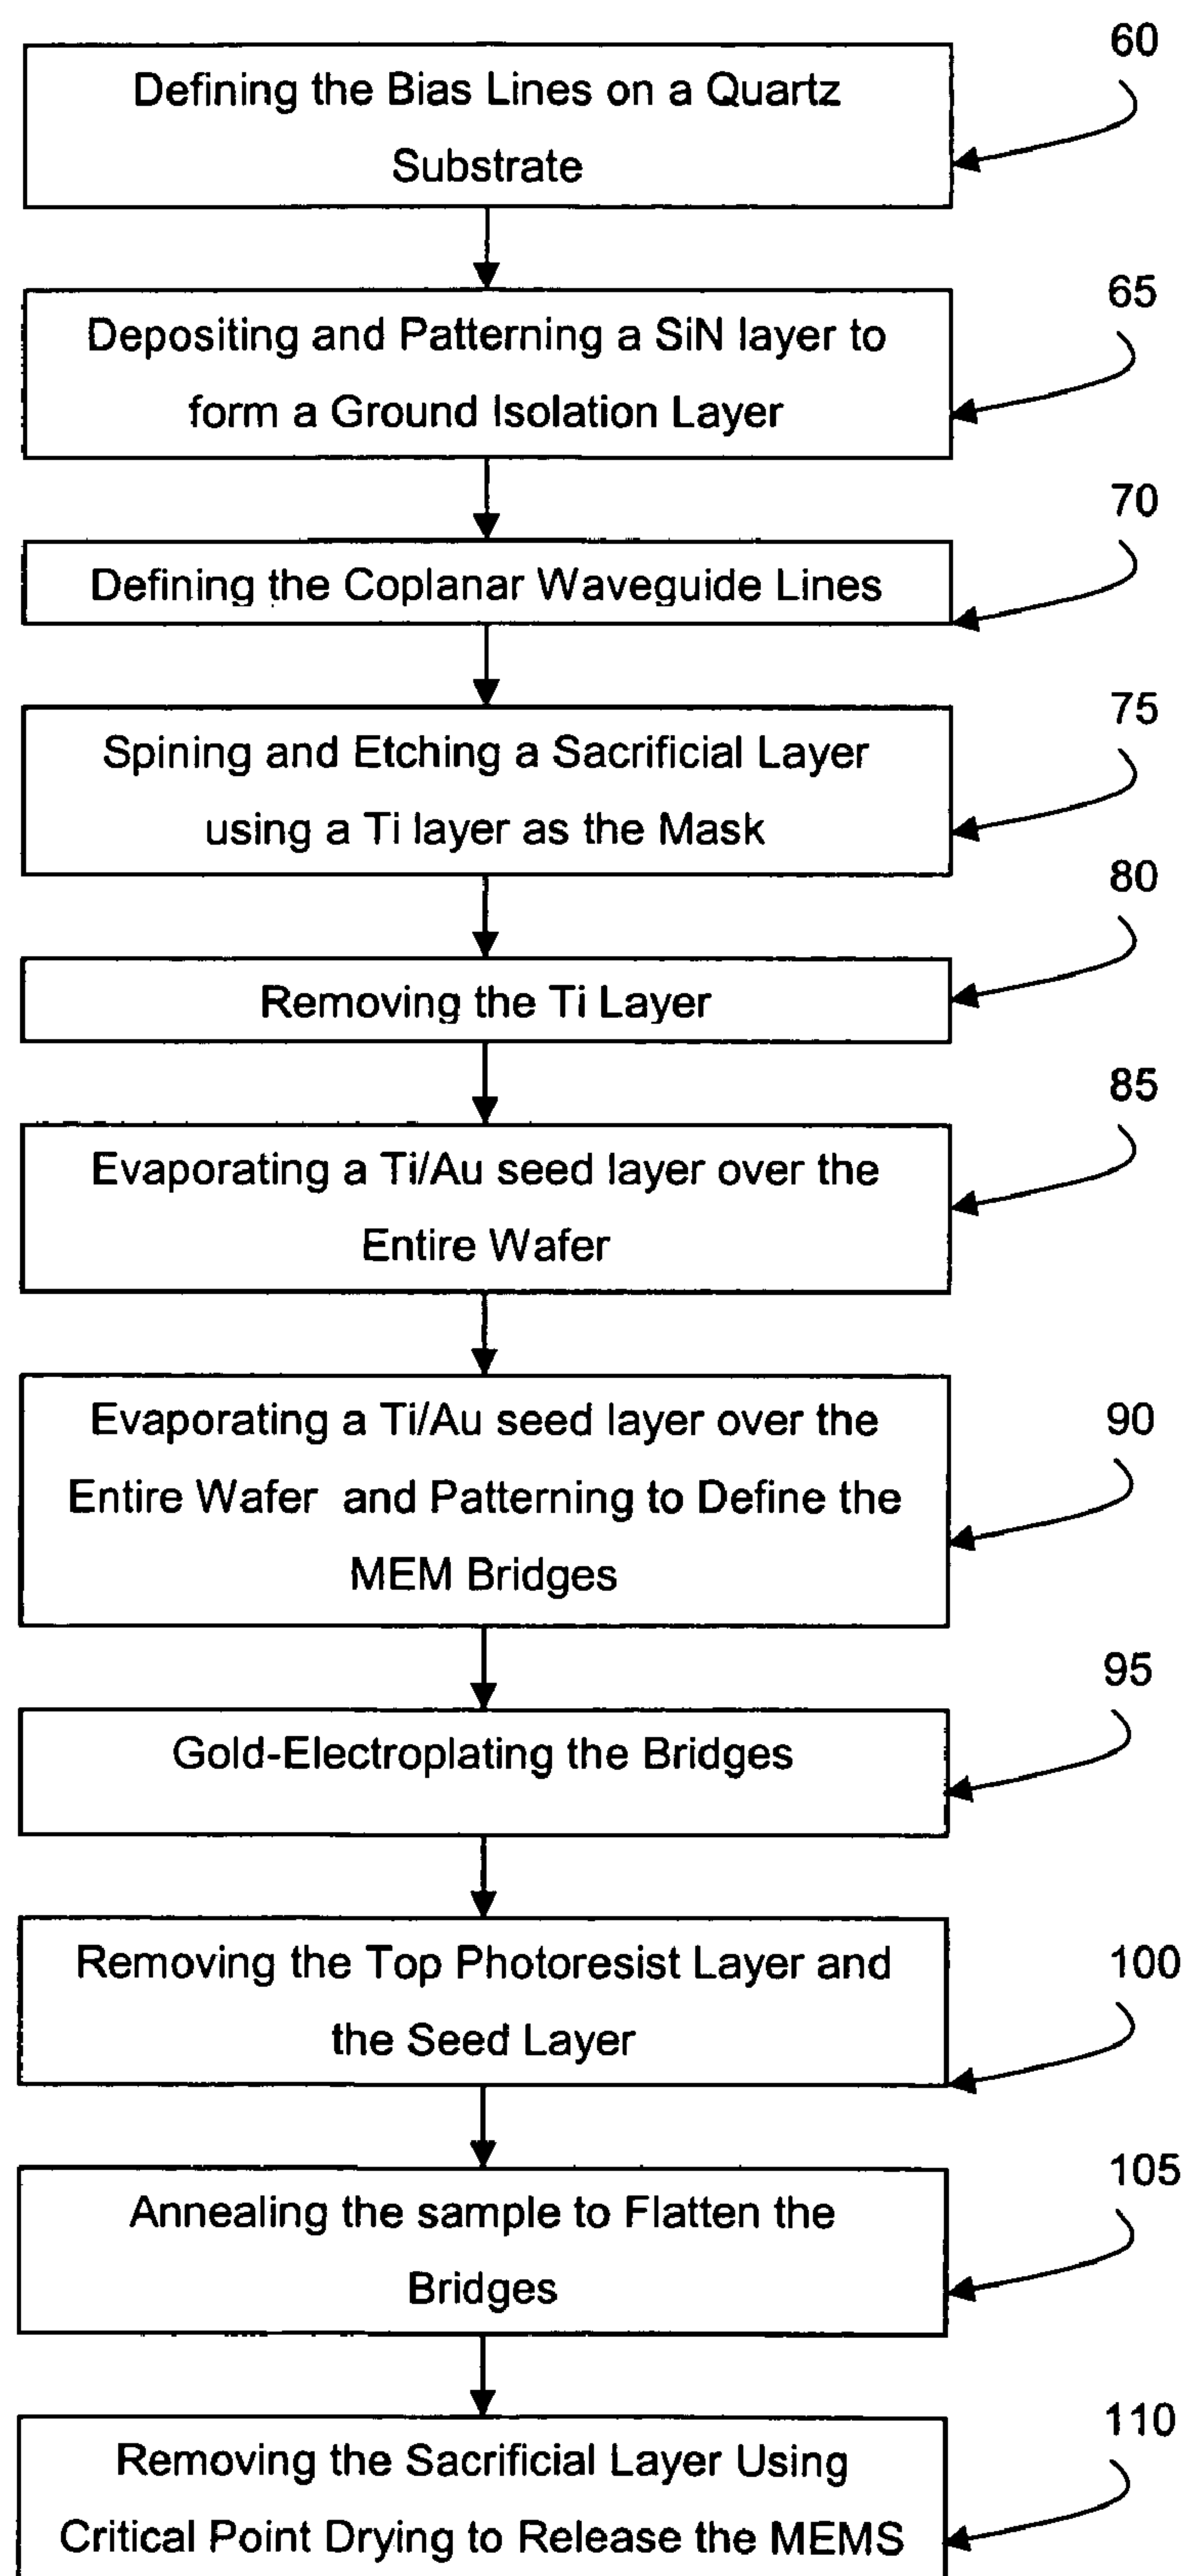 60
Defining the Bias Lines on a Quartz
Substrate
65
Depositing and Patterning a SiN layer to
form a Ground Isolation Layer
70
Defining the Coplanar Waveguide Lines
75
Spining and Etching a Sacrificial Layer
using a Ti layer as the Mask
80
Removing the Ti Layer
85
Evaporating a Ti/Au seed layer over the
Entire Wafer
90
Evaporating a Ti/Au seed layer over the
Entire Wafer and Patterning to Define the
MEM Bridges
95
Gold-Electroplating the Bridges
100
Removing the Top Photoresist Layer and
the Seed Layer
105
Annealing the sample to Flatten the
Bridges
110
Removing the Sacrificial Layer Using
Critical Point Drying to Release the MEMS